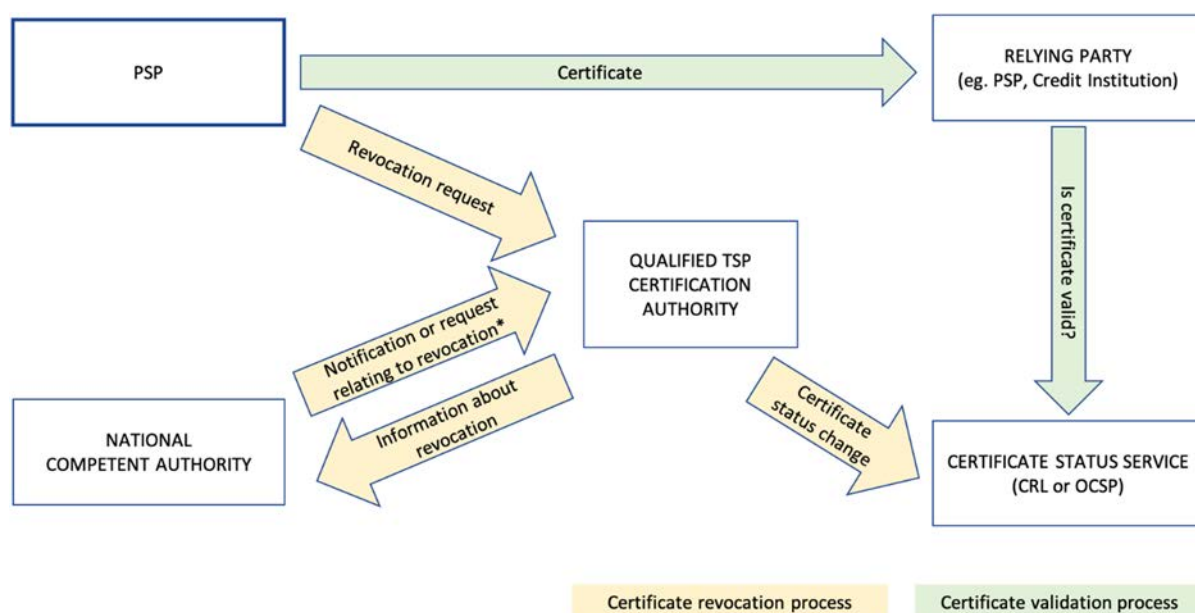 PSP
Certificate
RELYING PARTY
(eg. PSP, Credit Institution)
Revocation request
Is certificate valid?
QUALIFIED TSP
CERTIFICATION
AUTHORITY
Notification or request
relating to revocation*
Information about
revocation
Certificate
status change
NATIONAL
COMPETENT AUTHORITY
CERTIFICATE STATUS SERVICE
(CRL or OCSP)
Certificate revocation process
Certificate validation process